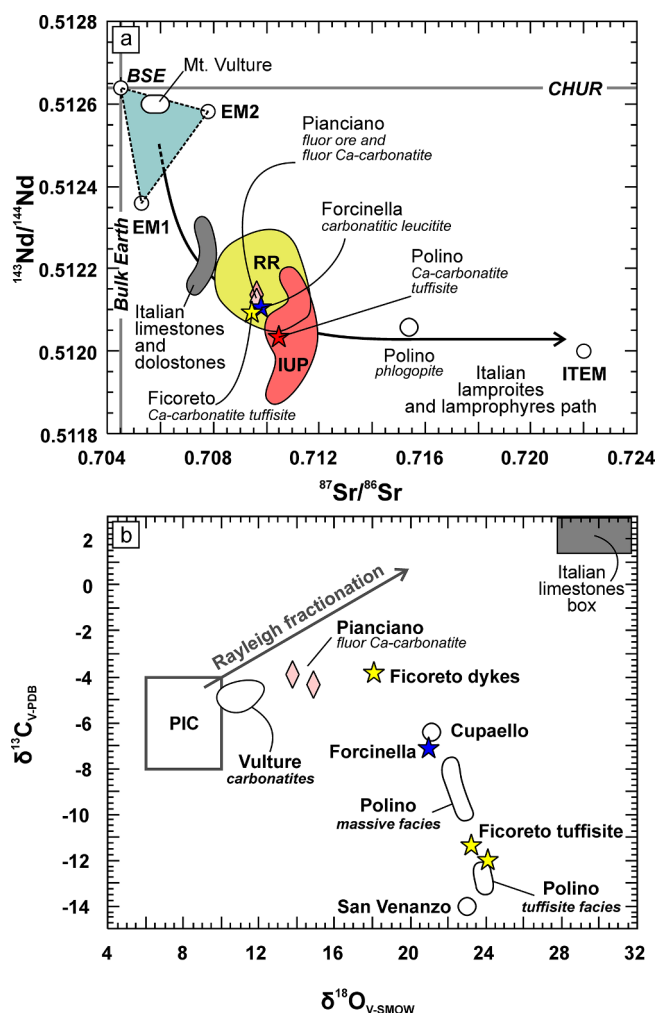 a
0.5128
0.5126
0.5124
0.5122
0.5120
0.5118
¹⁴³Nd/¹⁴⁴Nd
BSE
Mt. Vulture
CHUR
EM2
EM1
Bulk Earth
Pianciano
fluor ore and
fluor Ca-carbonatite
Forcinella
carbonatitic leucitite
RR
Polino
Ca-carbonatite
tuffisite
Italian
limestones
and
dolostones
IUP
Polino
phlogopite
ITEM
Italian
lamproites
and lamprophyres path
Ficoreto
Ca-carbonatite tuffisite
0.704
0.708
0.712
0.716
0.720
0.724
⁸⁷Sr/⁸⁶Sr
b
2
0
-2
-4
-6
-8
-10
-12
-14
δ¹³C V-PDB
Italian
limestones
box
Rayleigh fractionation
Pianciano
fluor Ca-carbonatite
Ficoreto dykes
PIC
Vulture
carbonatites
Cupaello
Forcinella
Polino
massive facies
Ficoreto tuffisite
Polino
tuffisite facies
San Venanzo
4
8
12
16
20
24
28
32
δ¹⁸O V-SMOW